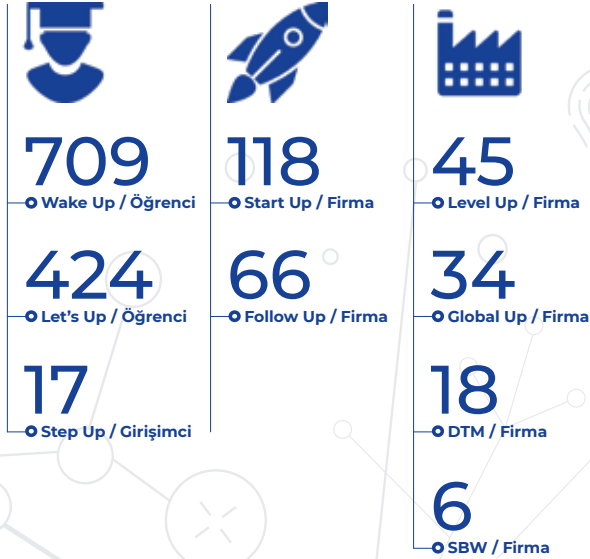 709
Wake Up / Öğrenci
424
Let's Up / Öğrenci
17
Step Up / Girişimci
118
Start Up / Firma
66
Follow Up / Firma
45
Level Up / Firma
34
Global Up / Firma
18
DTM / Firma
6
SBW / Firma